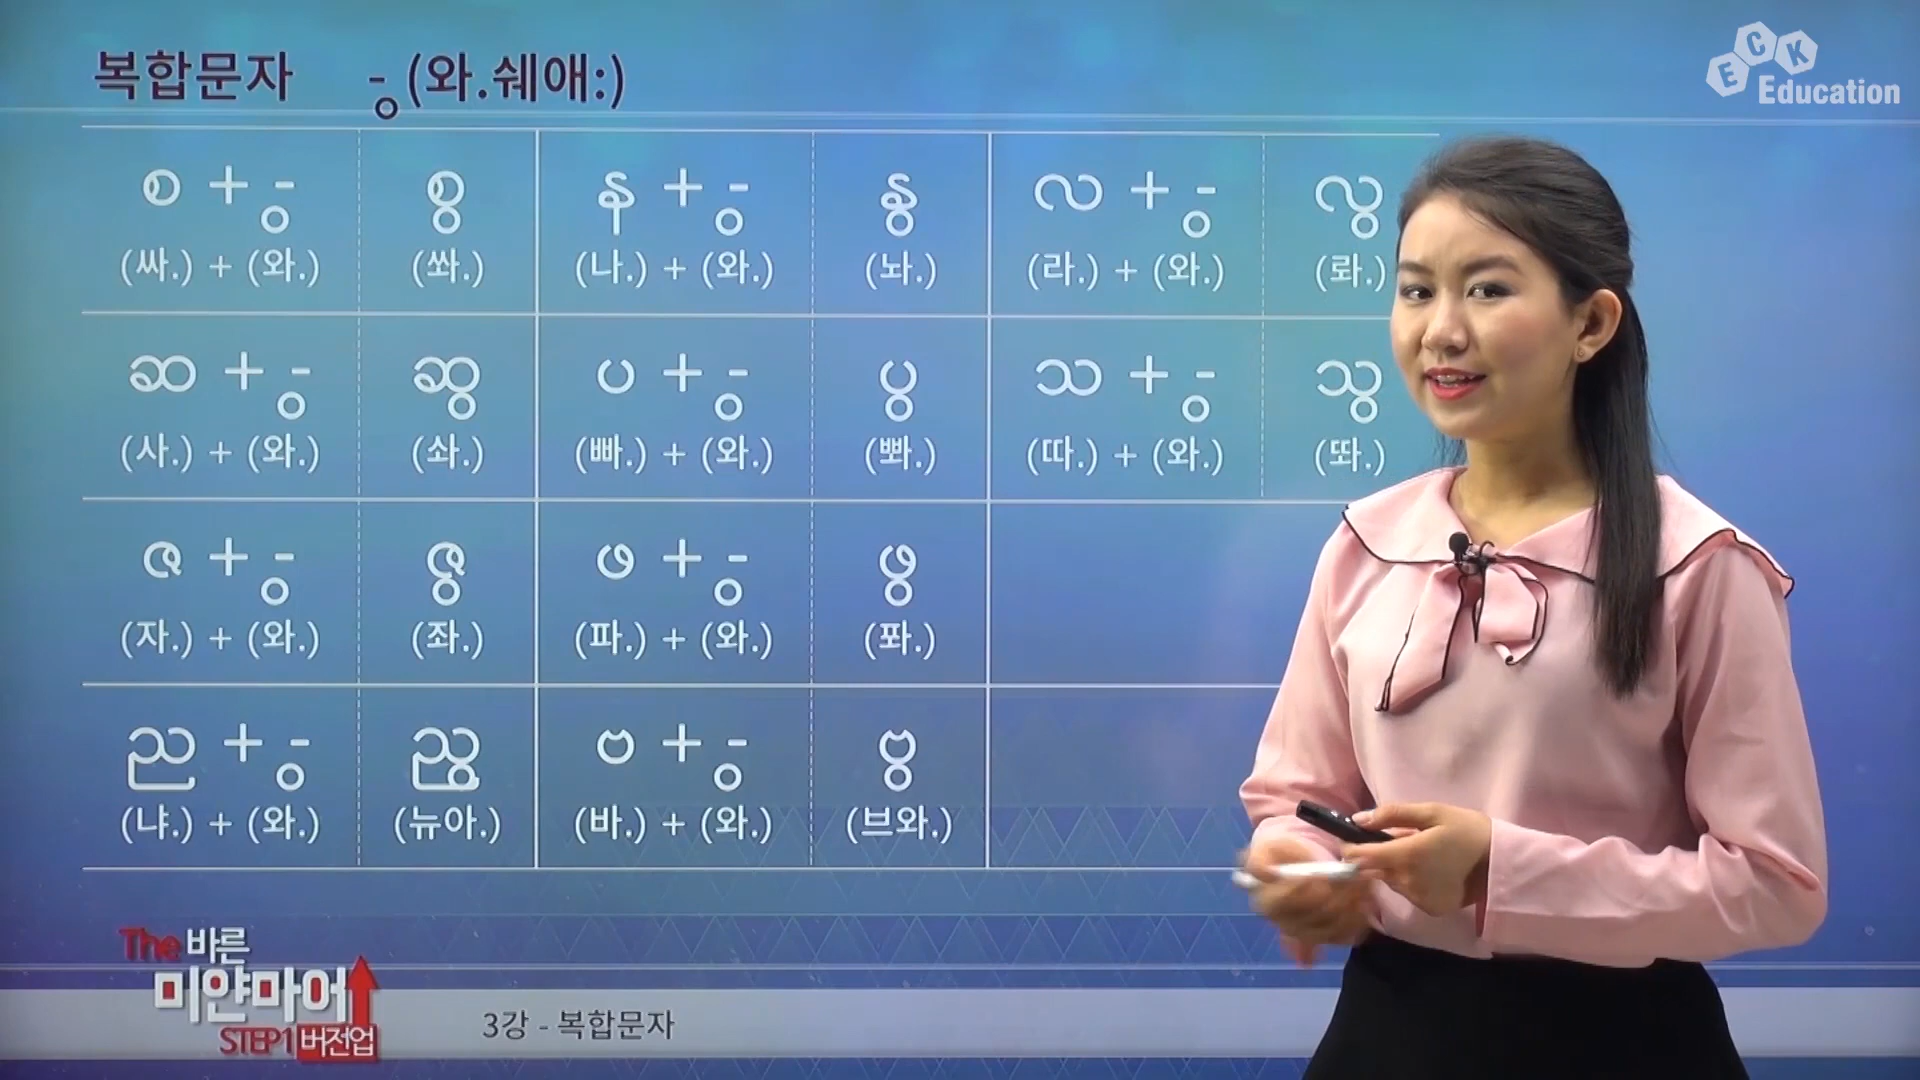 복합문자 -ွ (와.쉐애:)
ECK
Education
စ + -ွ စွ န + -ွ နွ လ + -ွ လွ
(싸.) + (와.) (쏴.) (나.) + (와.) (놔.) (라.) + (와.) (롸.)
ဆ + -ွ ဆွ ပ + -ွ ပွ သ + -ွ သွ
(사.) + (와.) (솨.) (빠.) + (와.) (뽜.) (따.) + (와.) (똬.)
ဇ + -ွ ဇွ ဖ + -ွ ဖွ
(자.) + (와.) (좌.) (파.) + (와.) (퐈.)
ည + -ွ ညွ ဗ + -ွ ဗွ
(냐.) + (와.) (뉴아.) (바.) + (와.) (브와.)
The 바른
미얀마어
STEP1 버전업
3강 - 복합문자